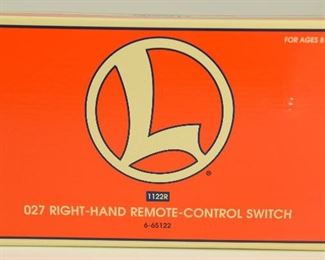 FOR AGES 8
L
®
1122R
027 RIGHT-HAND REMOTE-CONTROL SWITCH
6-65122